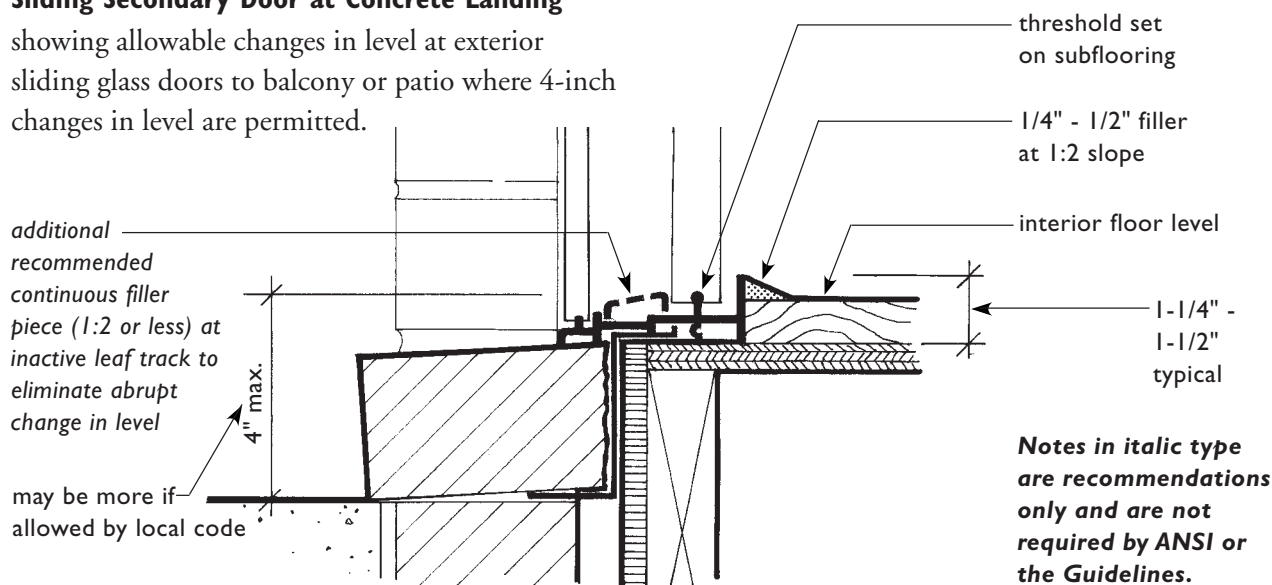 Sliding Secondary Door at Concrete Landing
showing allowable changes in level at exterior
sliding glass doors to balcony or patio where 4-inch
changes in level are permitted.
threshold set
on subflooring
1/4" - 1/2" filler
at 1:2 slope
interior floor level
1-1/4" -
1-1/2"
typical
additional
recommended
continuous filler
piece (1:2 or less) at
inactive leaf track to
eliminate abrupt
change in level
4" max.
may be more if
allowed by local code
Notes in italic type
are recommendations
only and are not
required by ANSI or
the Guidelines.